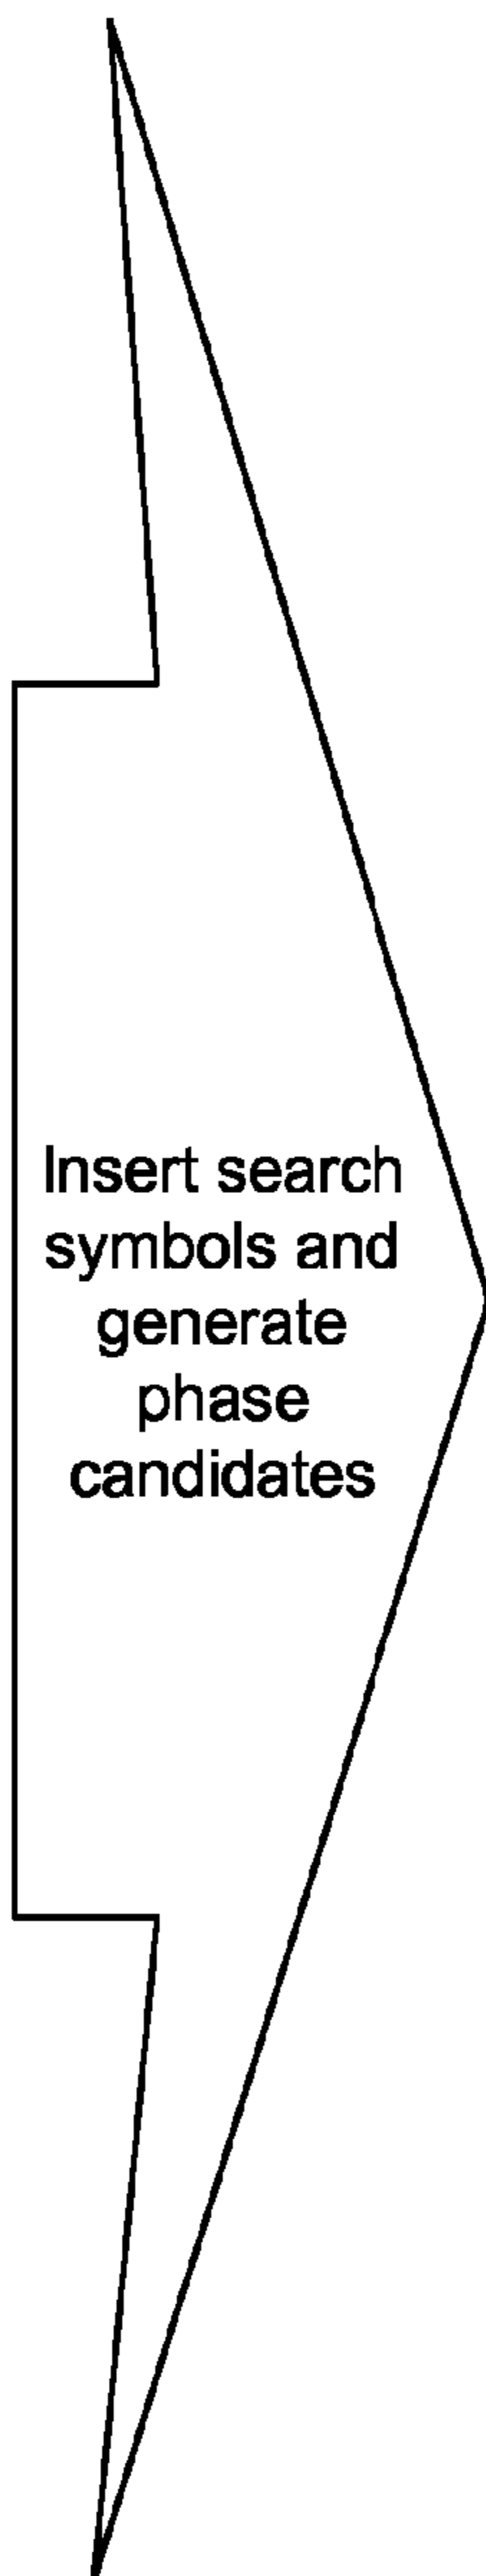 Insert search
symbols and
generate
phase
candidates